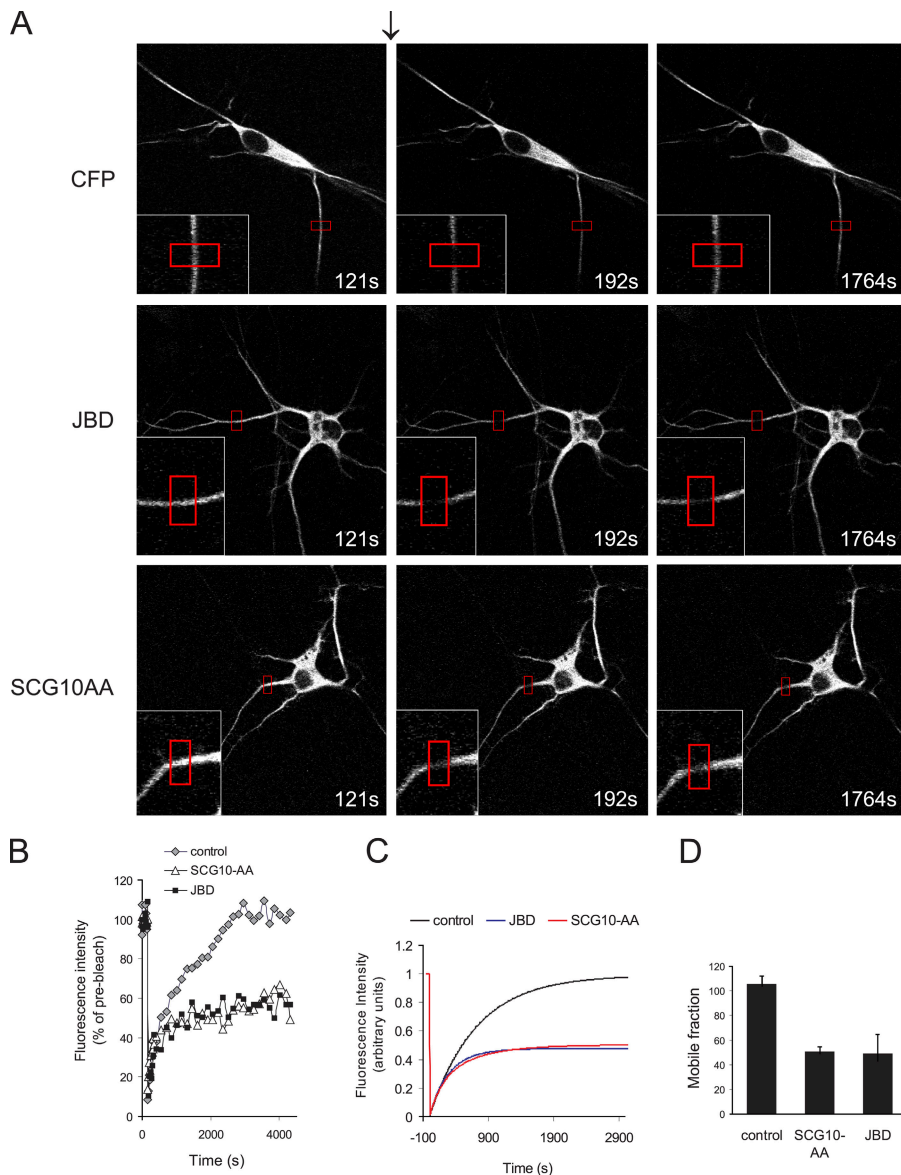 A
↓
CFP
121s 192s 1764s
JBD
121s 192s 1764s
SCG10AA
121s 192s 1764s
B
control
SCG10-AA
JBD
Fluorescence intensity
(% of pre-bleach)
120
100
80
60
40
20
0
0 2000 4000
Time (s)
C
control JBD SCG10-AA
Fluorescence Intensity
(arbitrary units)
1.2
1
0.8
0.6
0.4
0.2
0
-100 900 1900 2900
Time (s)
D
Mobile fraction
120
100
80
60
40
20
0
control SCG10-
AA JBD